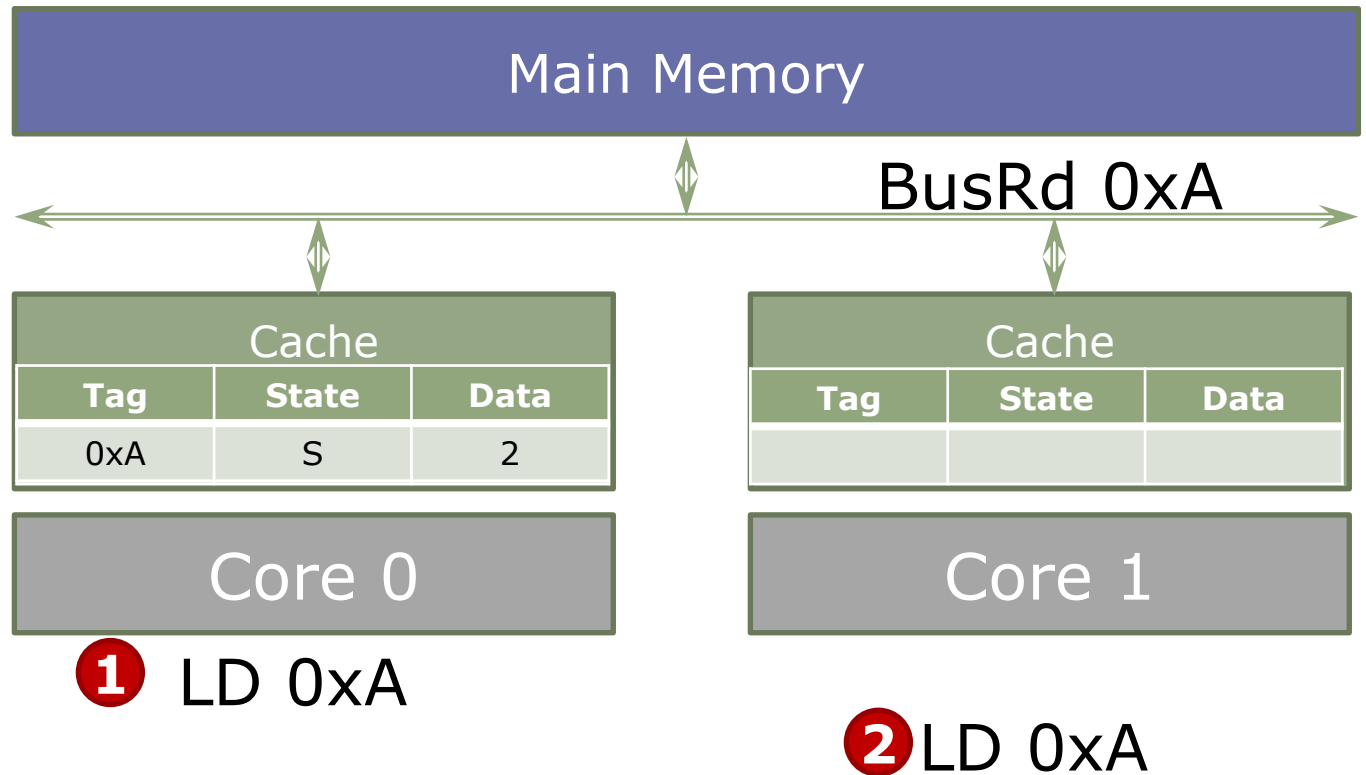 Main Memory
BusRd 0xA
Cache
Tag State Data
0xA S 2
Core 0
1 LD 0xA
Cache
Tag State Data
Core 1
2 LD 0xA